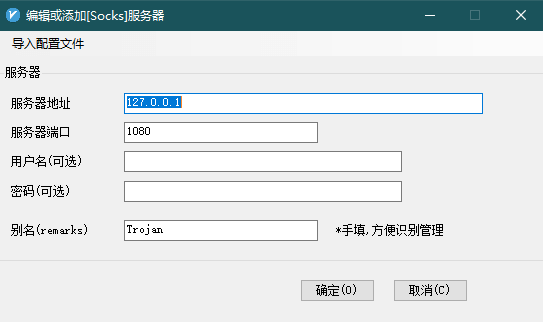 编辑或添加[Socks]服务器
导入配置文件
服务器
服务器地址 127.0.0.1
服务器端口 1080
用户名(可选)
密码(可选)
别名(remarks) Trojan *手填,方便识别管理
确定(O) 取消(C)